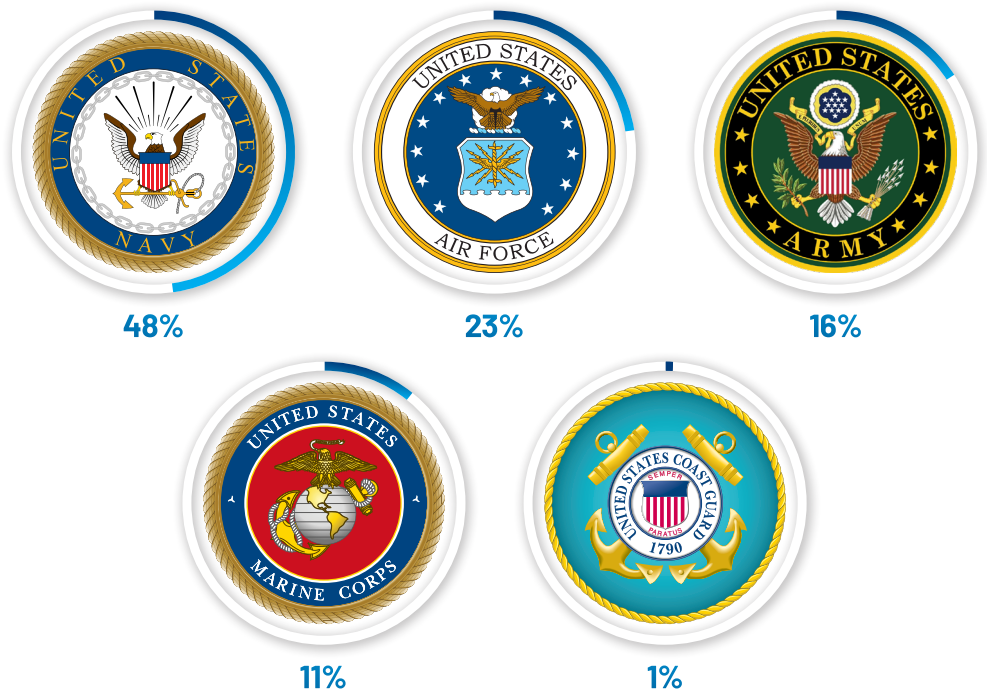 UNITED STATES
NAVY
48%
UNITED STATES
AIR FORCE
23%
UNITED STATES
ARMY
16%
UNITED STATES
MARINE CORPS
11%
UNITED STATES COAST GUARD
SEMPER
PARATUS
1790
1%